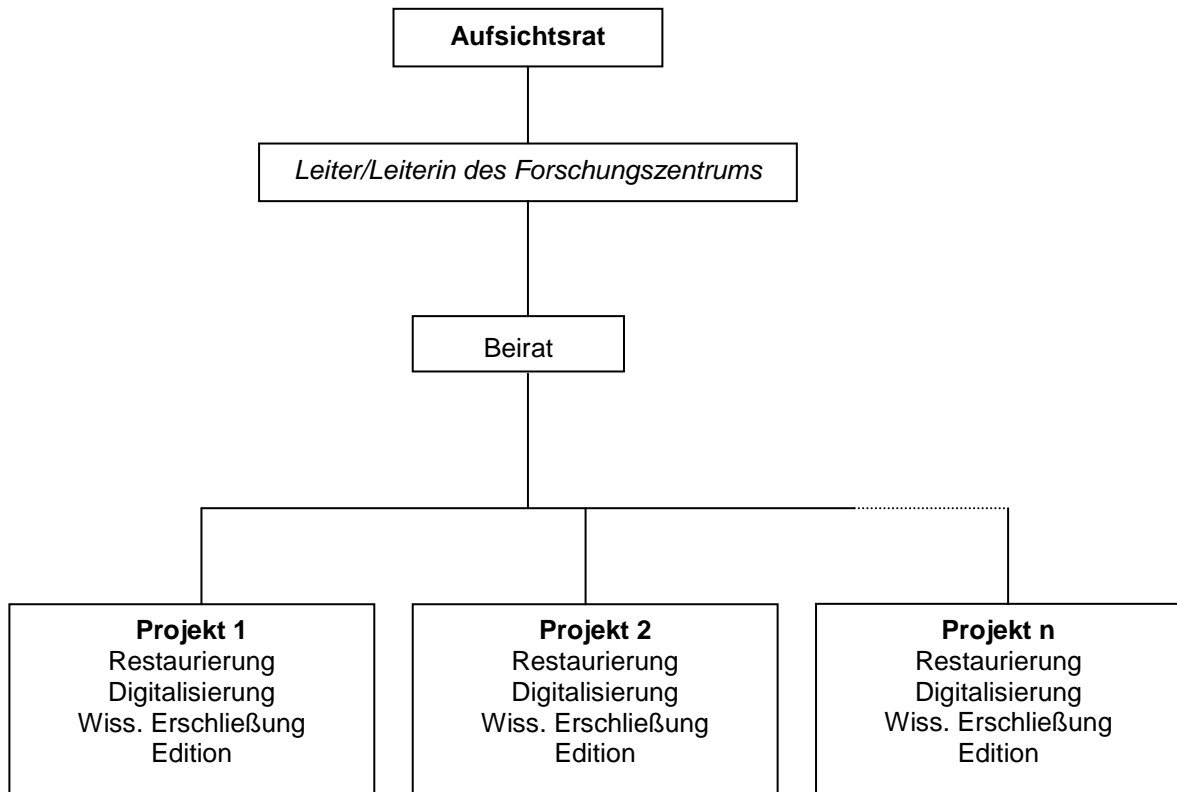 Aufsichtsrat
Leiter/Leiterin des Forschungszentrums
Beirat
Projekt 1
Restaurierung
Digitalisierung
Wiss. Erschließung
Edition
Projekt 2
Restaurierung
Digitalisierung
Wiss. Erschließung
Edition
Projekt n
Restaurierung
Digitalisierung
Wiss. Erschließung
Edition